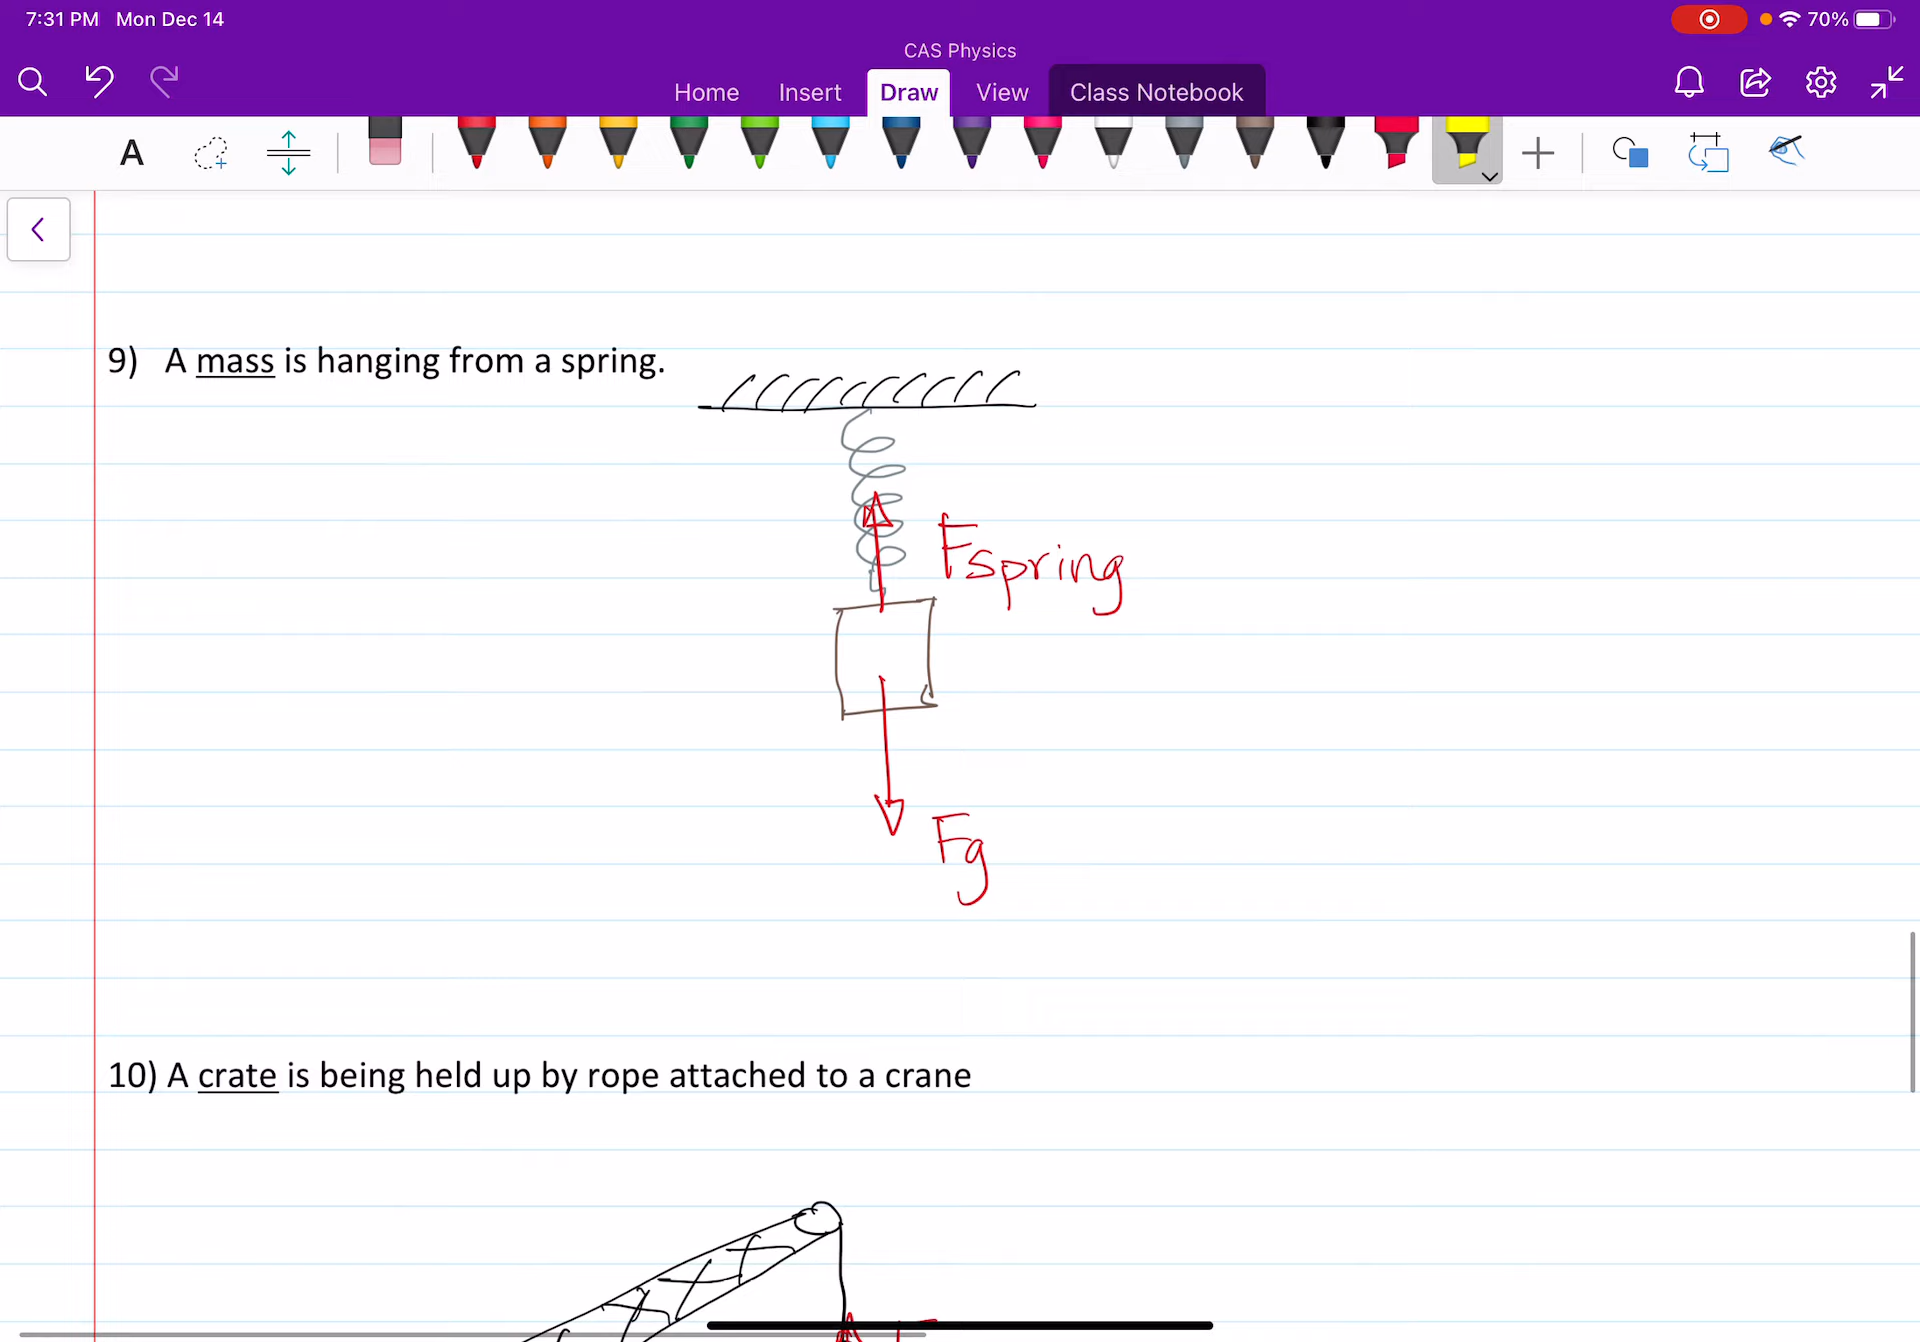 7:31 PM Mon Dec 14
70%
CAS Physics
Home Insert Draw View Class Notebook
A
9) A mass is hanging from a spring.
Fspring
Fg
10) A crate is being held up by rope attached to a crane